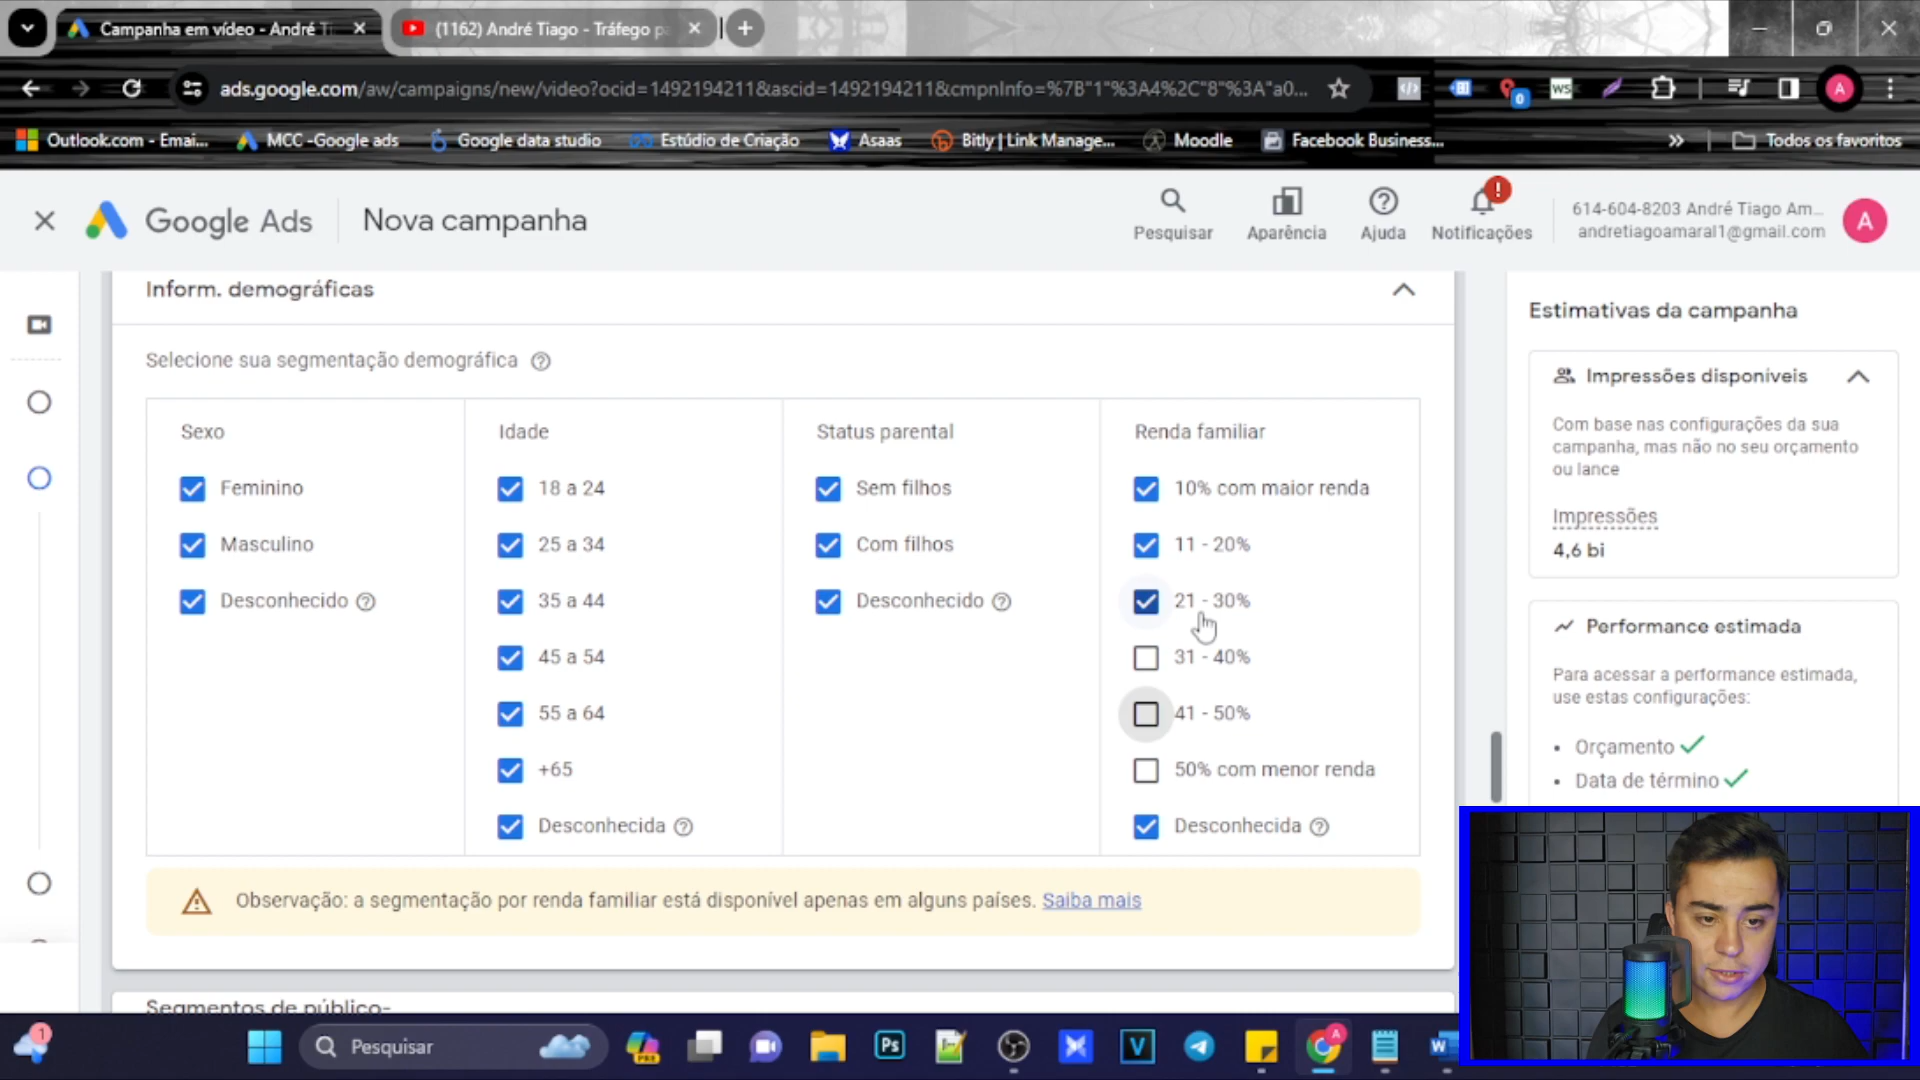 Campanha em vídeo - André T
(1162) André Tiago - Tráfego p
ads.google.com/aw/campaigns/new/video?ocid=1492194211&ascid=1492194211&cmpnInfo=%7B"1"%3A4%2C"8"%3A"a0...
0
WS
A
Outlook.com - Emai...
MCC -Google ads
Google data studio
Estúdio de Criação
Asaas
Bitly | Link Manage...
Moodle
Facebook Business...
»
Todos os favoritos
Google Ads
Nova campanha
Pesquisar
Aparência
Ajuda
Notificações
614-604-8203 André Tiago Am...
andretiagoamaral1@gmail.com
A
Inform. demográficas
Selecione sua segmentação demográfica
Sexo
Feminino
Masculino
Desconhecido
Idade
18 a 24
25 a 34
35 a 44
45 a 54
55 a 64
+65
Desconhecida
Status parental
Sem filhos
Com filhos
Desconhecido
Renda familiar
10% com maior renda
11 - 20%
21 - 30%
31 - 40%
41 - 50%
50% com menor renda
Desconhecida
Observação: a segmentação por renda familiar está disponível apenas em alguns países. Saiba mais
Segmentos de público-
Estimativas da campanha
Impressões disponíveis
Com base nas configurações da sua
campanha, mas não no seu orçamento
ou lance
Impressões
4,6 bi
Performance estimada
Para acessar a performance estimada,
use estas configurações:
• Orçamento
• Data de término
1
Pesquisar
PRE
Ps
V
A
W